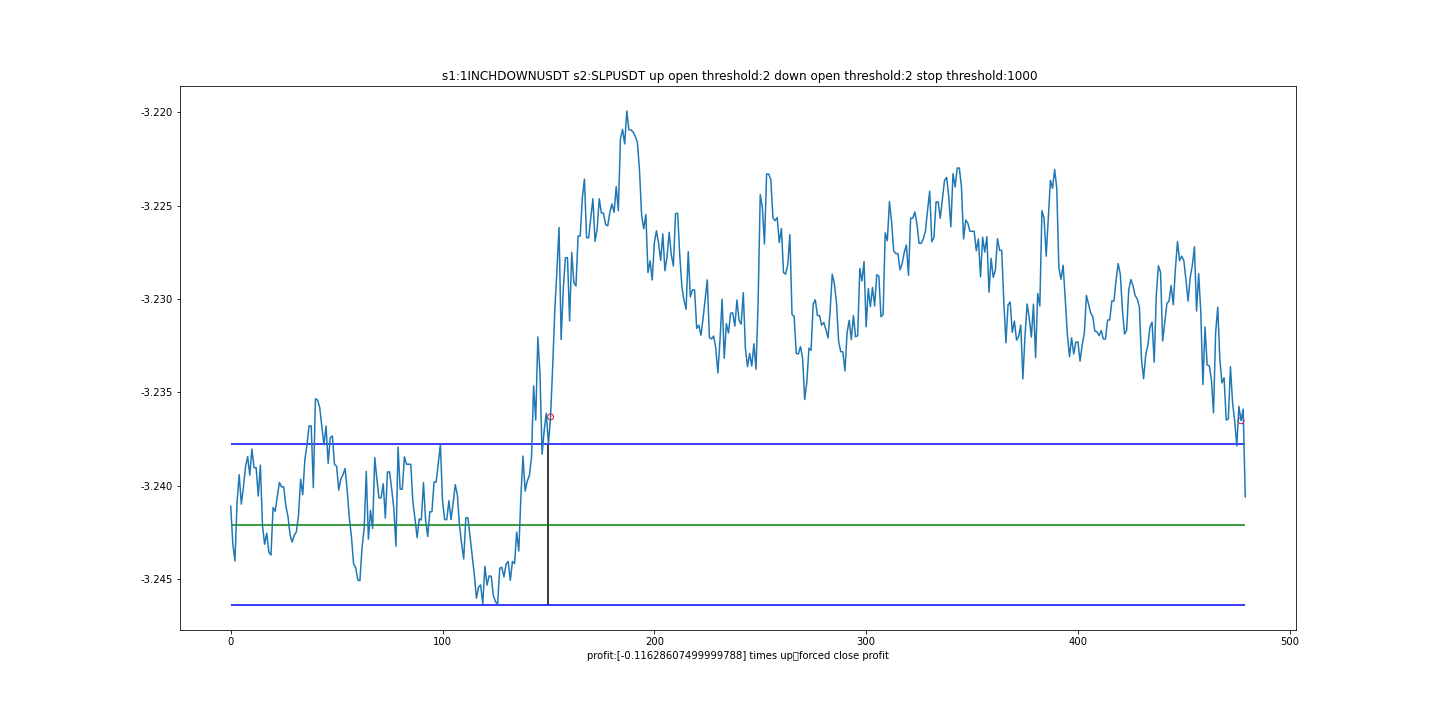 s1:1INCHDOWNUSDT s2:SLPUSDT up open threshold:2 down open threshold:2 stop threshold:1000
-3.220
-3.225
-3.230
-3.235
-3.240
-3.245
0 100 200 300 400 500
profit:[-0.11628607499999788] times up▯forced close profit